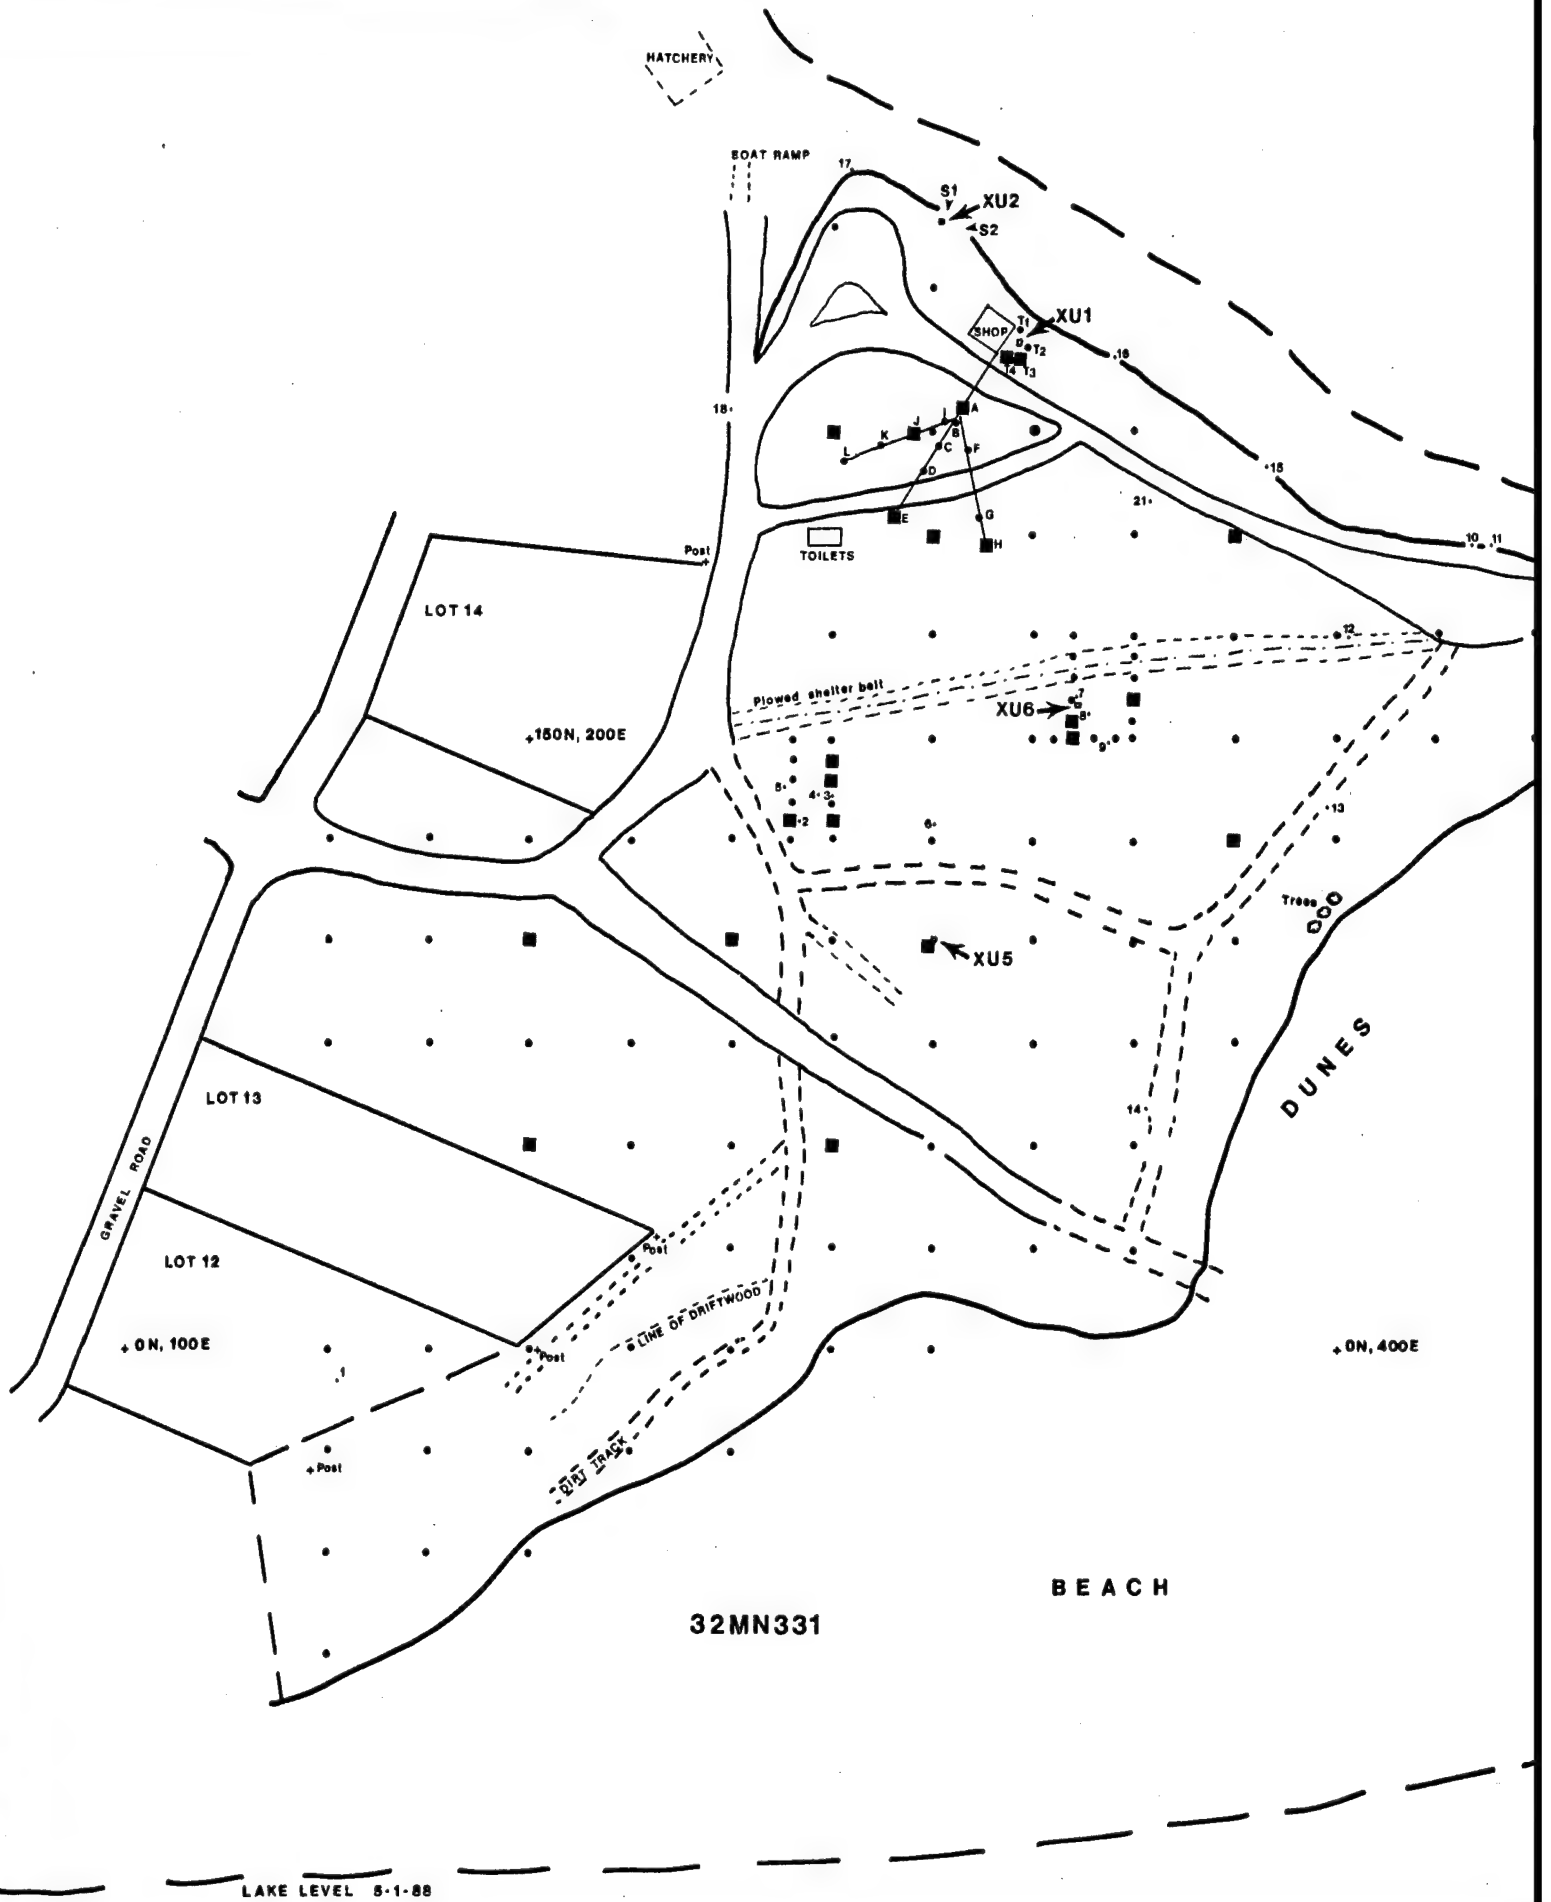 HATCHERY
BOAT RAMP
17
S1
XU2
S2
T1
XU1
SHOP
T2
T4 T3
16
18
A
I
J
B
K
C
F
L
D
15
21
E
G
10 11
H
TOILETS
Post
LOT 14
12
Plowed shelter belt
7
XU6
8
150N, 200E
9
5
4 3
2
6
13
Trees
XU5
DUNES
LOT 13
14
GRAVEL ROAD
Post
LOT 12
LINE OF DRIFTWOOD
0N, 100E
Post
0N, 400E
1
DIRT TRACK
Post
BEACH
32MN331
LAKE LEVEL 5-1-88